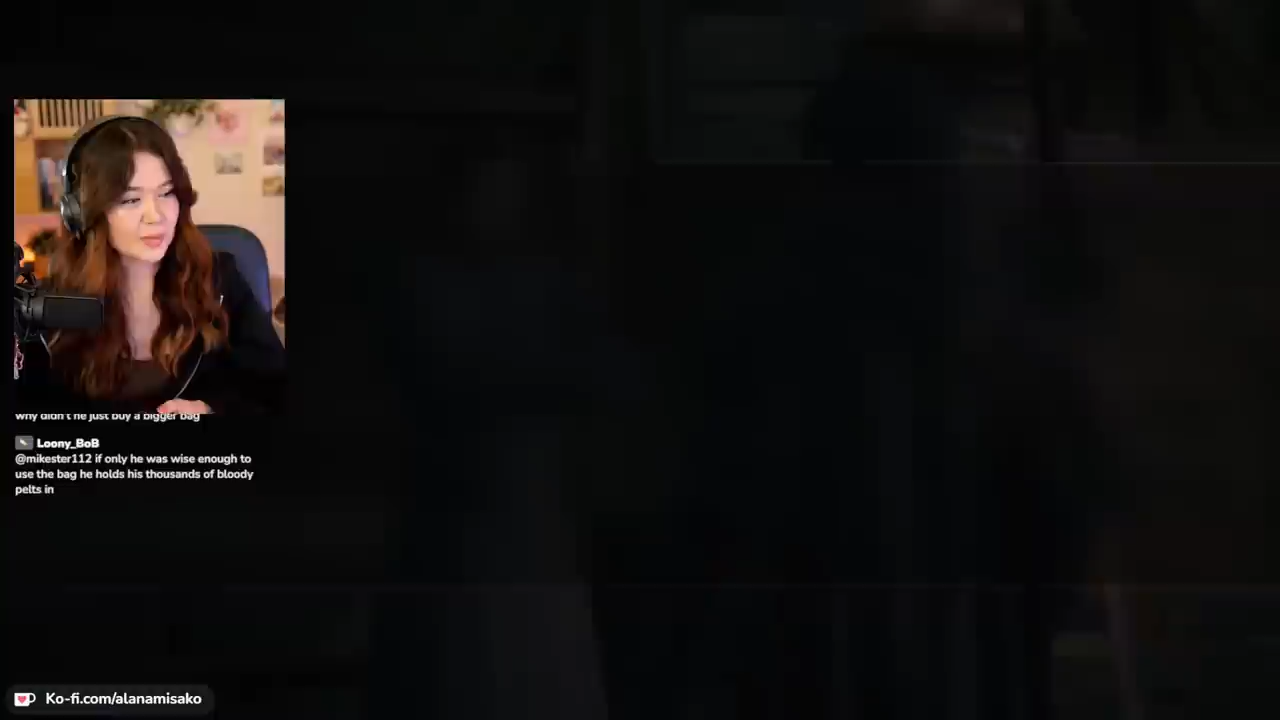 why didn't he just buy a bigger bag
Loony_BoB
@mikester112 if only he was wise enough to
use the bag he holds his thousands of bloody
pelts in
Ko-fi.com/alanamisako